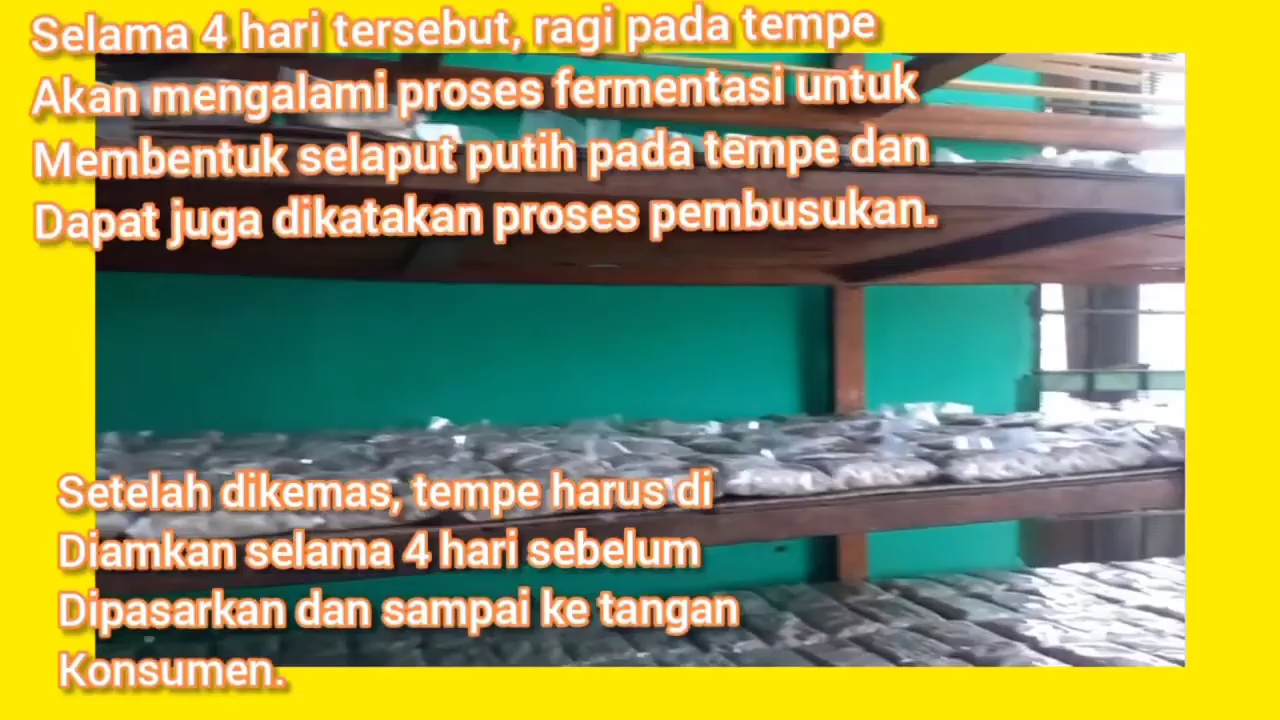 Selama 4 hari tersebut, ragi pada tempe
Akan mengalami proses fermentasi untuk
Membentuk selaput putih pada tempe dan
Dapat juga dikatakan proses pembusukan.
Setelah dikemas, tempe harus di
Diamkan selama 4 hari sebelum
Dipasarkan dan sampai ke tangan
Konsumen.